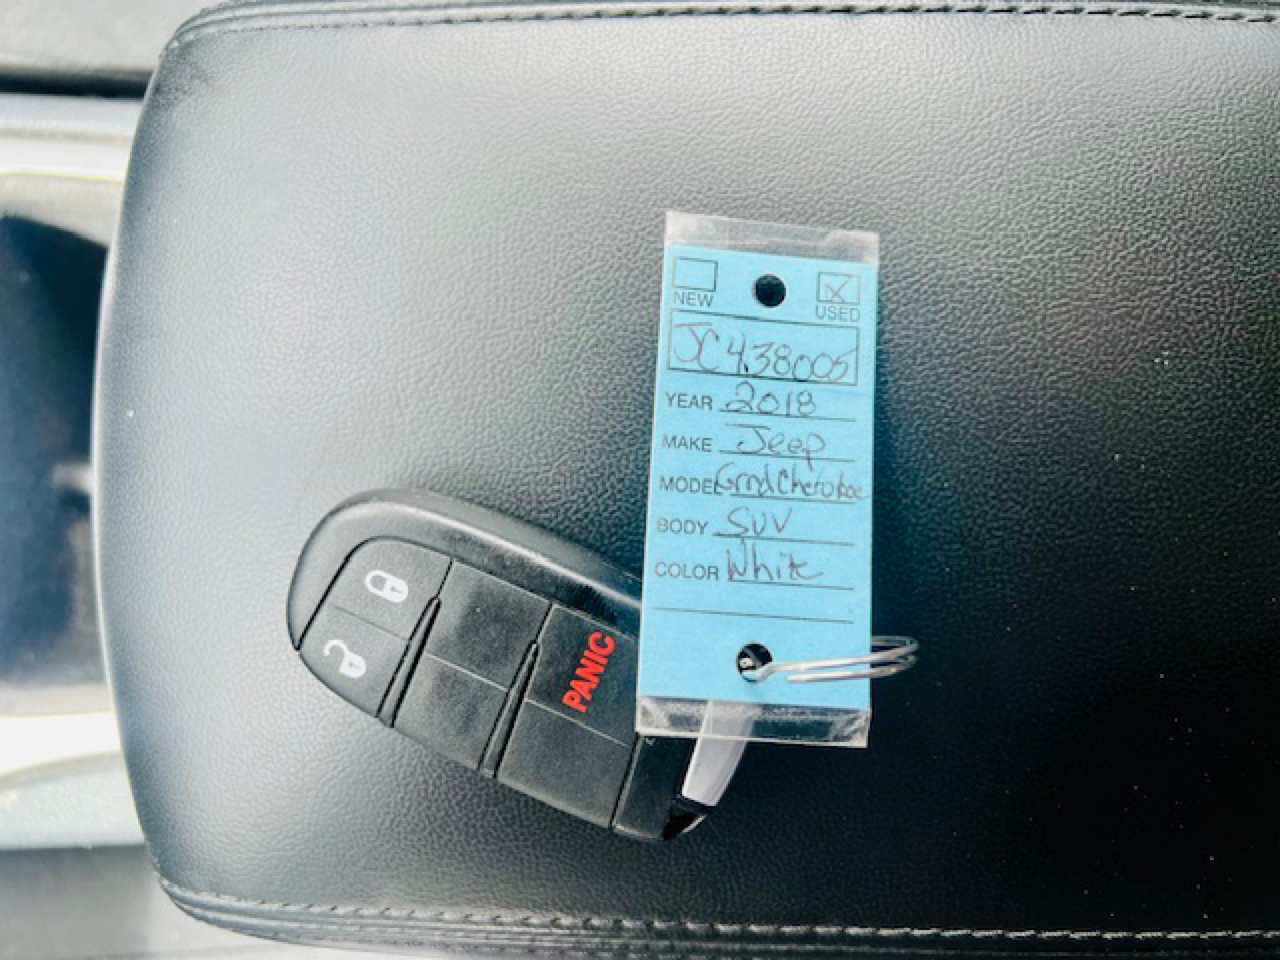 NEW USED
JC438005
YEAR 2018
MAKE Jeep
MODEL Grnd Cherokee
BODY SUV
COLOR White
PANIC